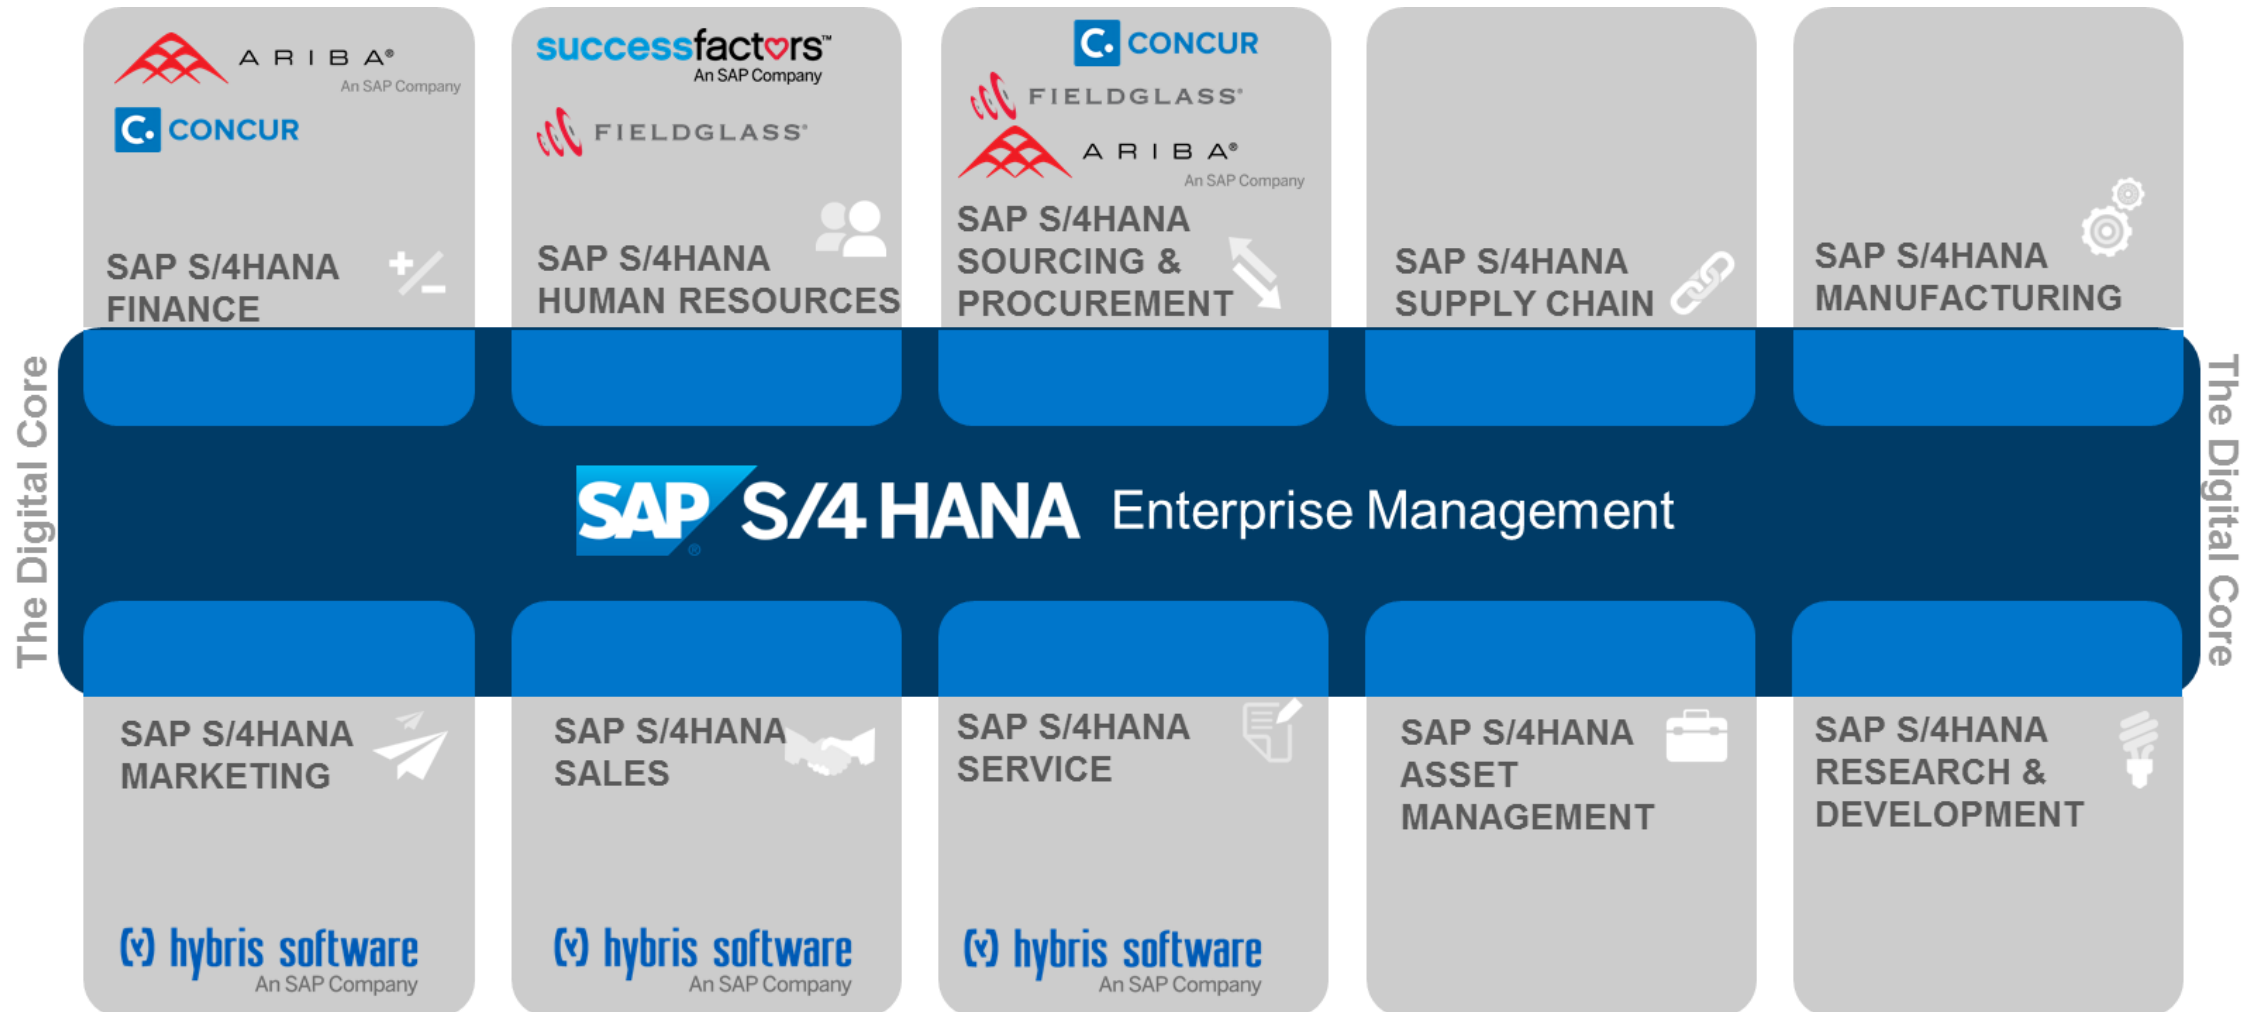 ARIBA®
An SAP Company
C. CONCUR
SAP S/4HANA
FINANCE
successfactors™
An SAP Company
FIELDGLASS®
SAP S/4HANA
HUMAN RESOURCES
C. CONCUR
FIELDGLASS®
ARIBA®
An SAP Company
SAP S/4HANA
SOURCING &
PROCUREMENT
SAP S/4HANA
SUPPLY CHAIN
SAP S/4HANA
MANUFACTURING
The Digital Core
SAP® S/4 HANA Enterprise Management
The Digital Core
SAP S/4HANA
MARKETING
(Y) hybris software
An SAP Company
SAP S/4HANA
SALES
(Y) hybris software
An SAP Company
SAP S/4HANA
SERVICE
(Y) hybris software
An SAP Company
SAP S/4HANA
ASSET
MANAGEMENT
SAP S/4HANA
RESEARCH &
DEVELOPMENT